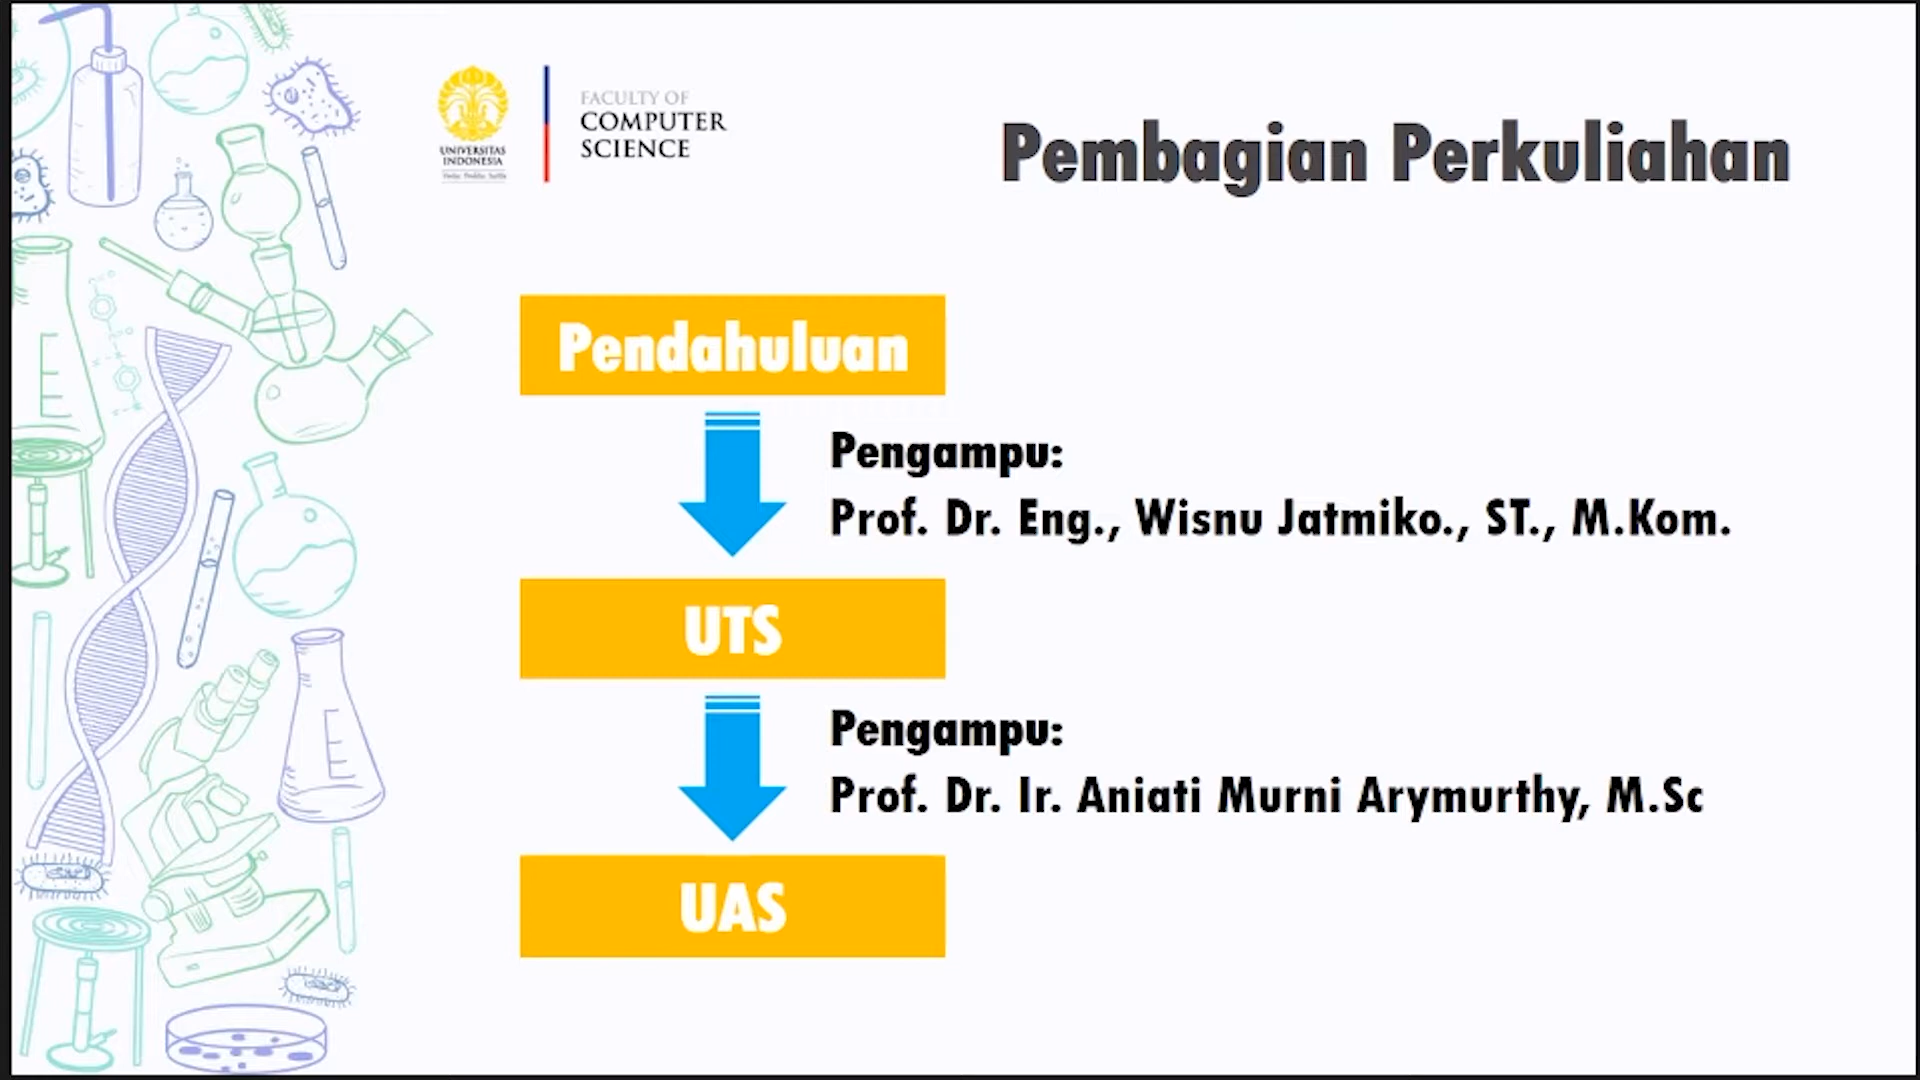 UNIVERSITAS
INDONESIA
FACULTY OF
COMPUTER
SCIENCE
Pembagian Perkuliahan
Pendahuluan
Pengampu:
Prof. Dr. Eng., Wisnu Jatmiko., ST., M.Kom.
UTS
Pengampu:
Prof. Dr. Ir. Aniati Murni Arymurthy, M.Sc
UAS